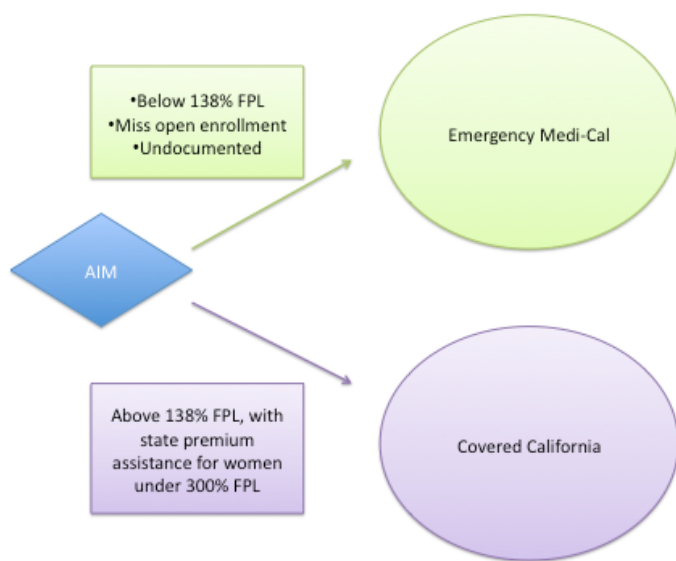 •Below 138% FPL
•Miss open enrollment
•Undocumented
Emergency Medi-Cal
AIM
Above 138% FPL, with
state premium
assistance for women
under 300% FPL
Covered California